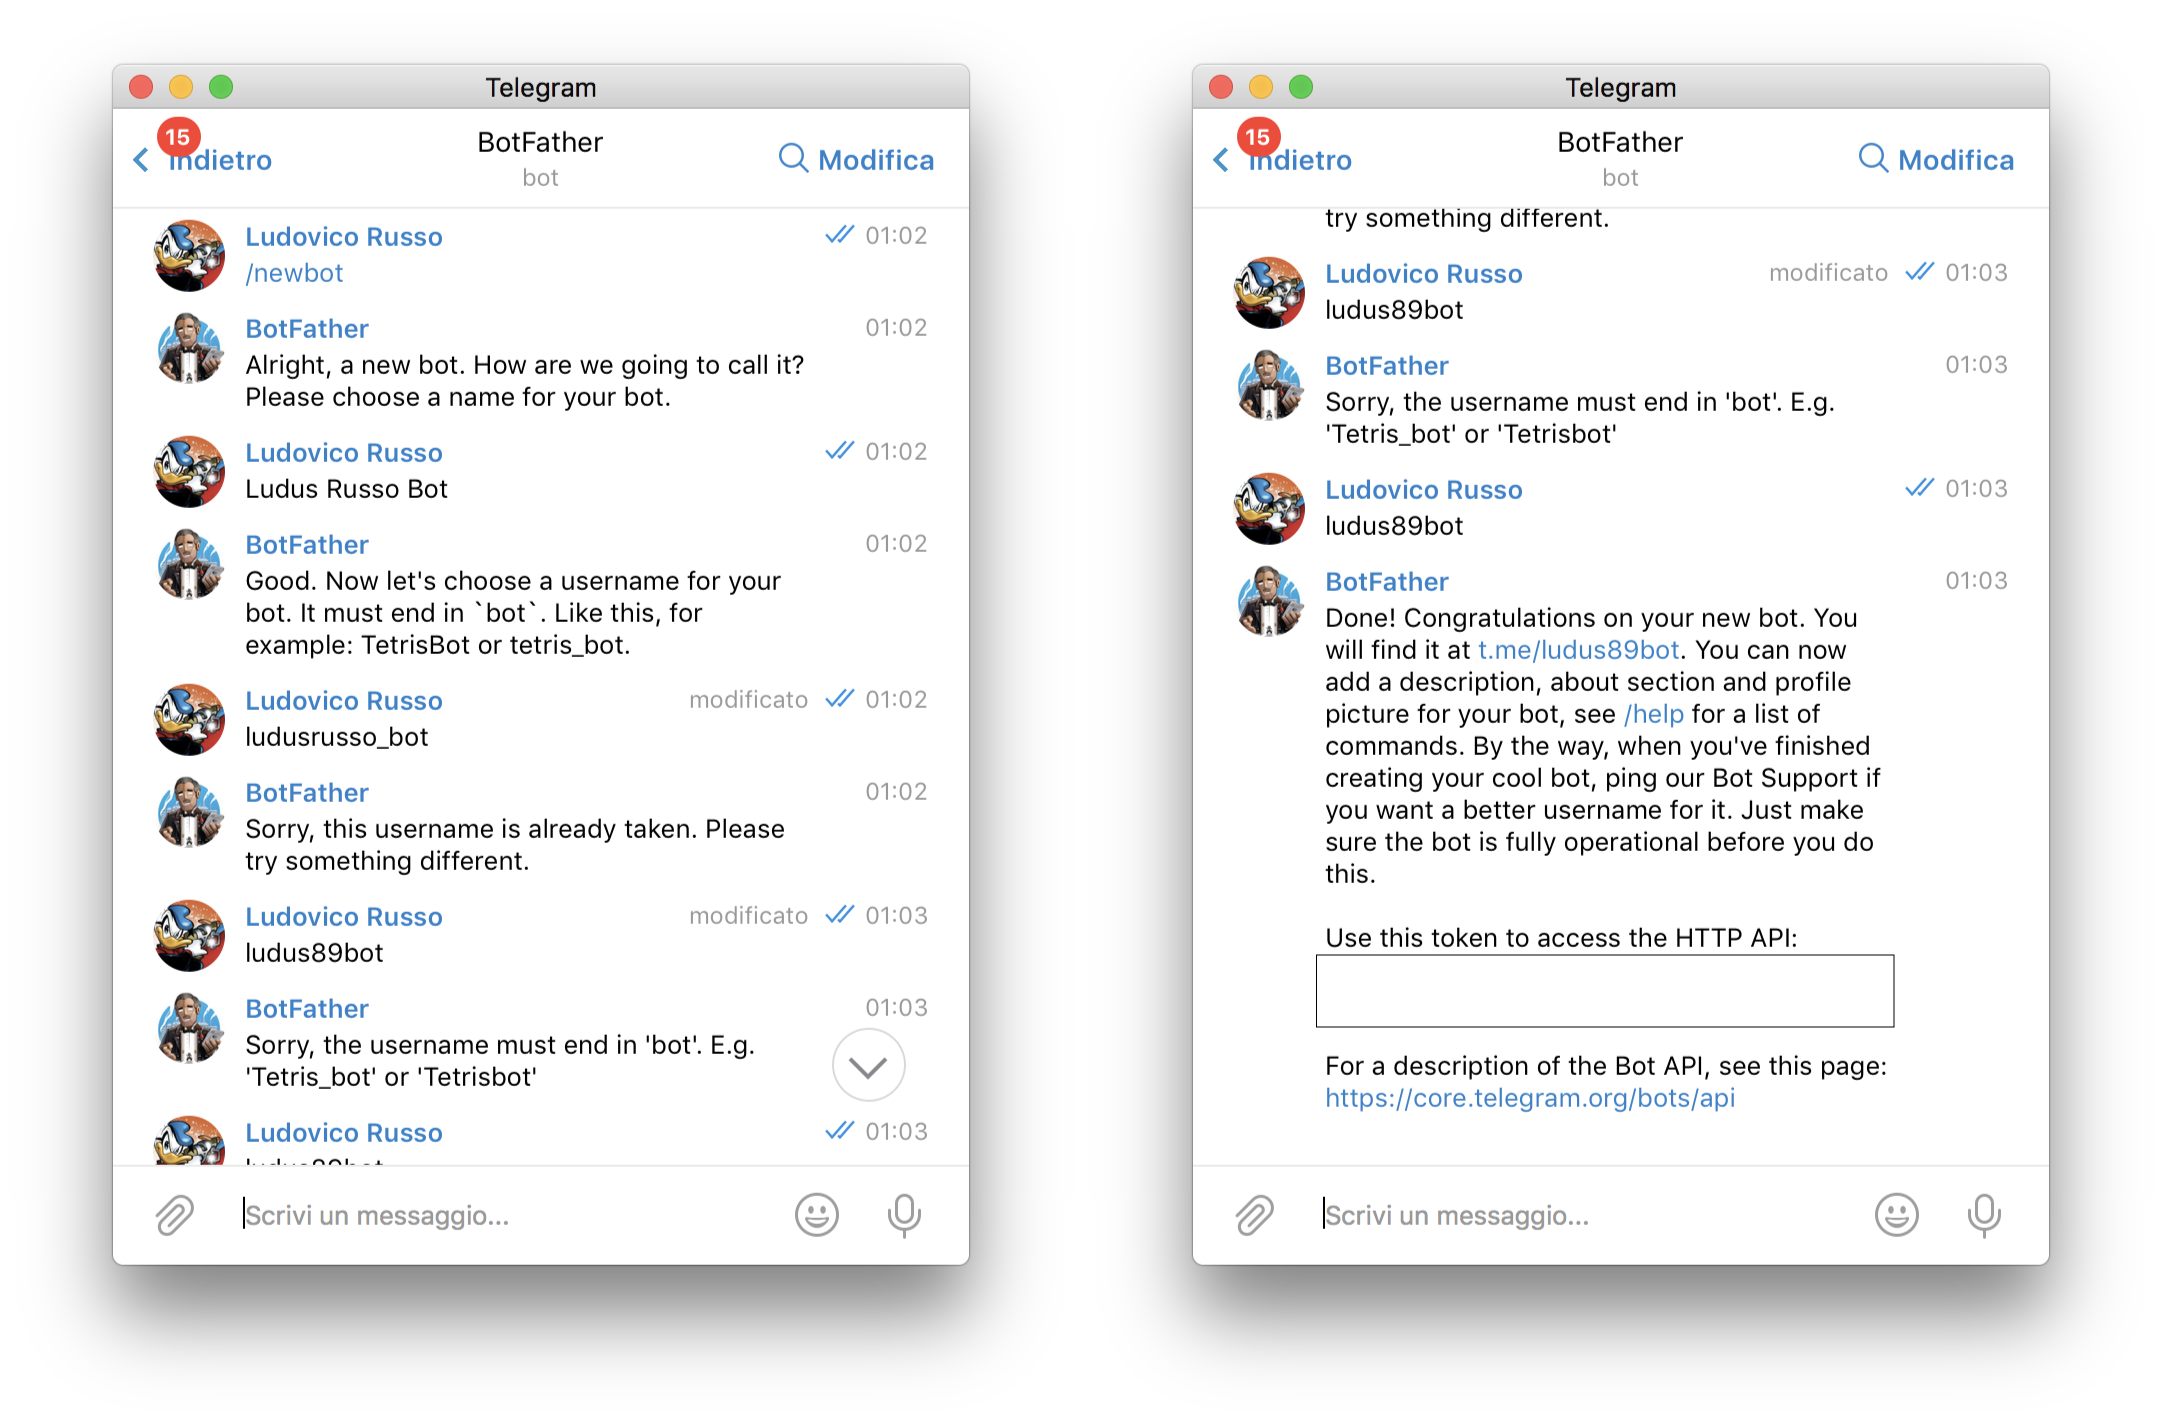 Telegram
15
Indietro
BotFather
bot
Modifica
Ludovico Russo
01:02
/newbot
BotFather
01:02
Alright, a new bot. How are we going to call it?
Please choose a name for your bot.
Ludovico Russo
01:02
Ludus Russo Bot
BotFather
01:02
Good. Now let's choose a username for your
bot. It must end in `bot`. Like this, for
example: TetrisBot or tetris_bot.
Ludovico Russo
modificato 01:02
ludusrusso_bot
BotFather
01:02
Sorry, this username is already taken. Please
try something different.
Ludovico Russo
modificato 01:03
ludus89bot
BotFather
01:03
Sorry, the username must end in 'bot'. E.g.
'Tetris_bot' or 'Tetrisbot'
Ludovico Russo
01:03
ludus89bot
Scrivi un messaggio...
Telegram
15
Indietro
BotFather
bot
Modifica
try something different.
Ludovico Russo
modificato 01:03
ludus89bot
BotFather
01:03
Sorry, the username must end in 'bot'. E.g.
'Tetris_bot' or 'Tetrisbot'
Ludovico Russo
01:03
ludus89bot
BotFather
01:03
Done! Congratulations on your new bot. You
will find it at t.me/ludus89bot. You can now
add a description, about section and profile
picture for your bot, see /help for a list of
commands. By the way, when you've finished
creating your cool bot, ping our Bot Support if
you want a better username for it. Just make
sure the bot is fully operational before you do
this.
Use this token to access the HTTP API:
For a description of the Bot API, see this page:
https://core.telegram.org/bots/api
Scrivi un messaggio...